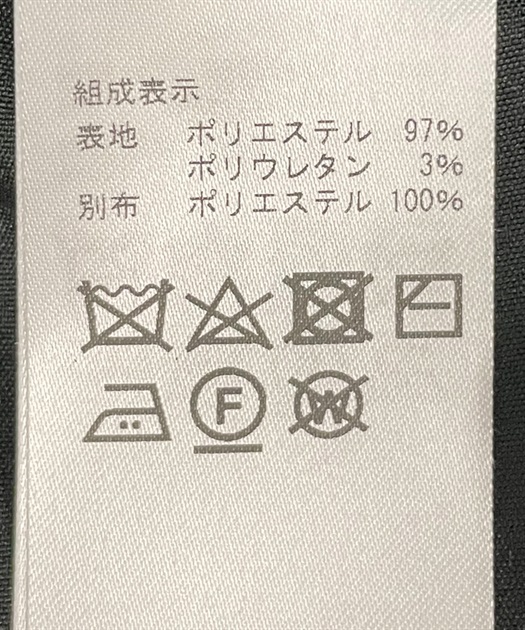 組成表示
表地 ポリエステル 97%
ポリウレタン 3%
別布 ポリエステル 100%
F
W